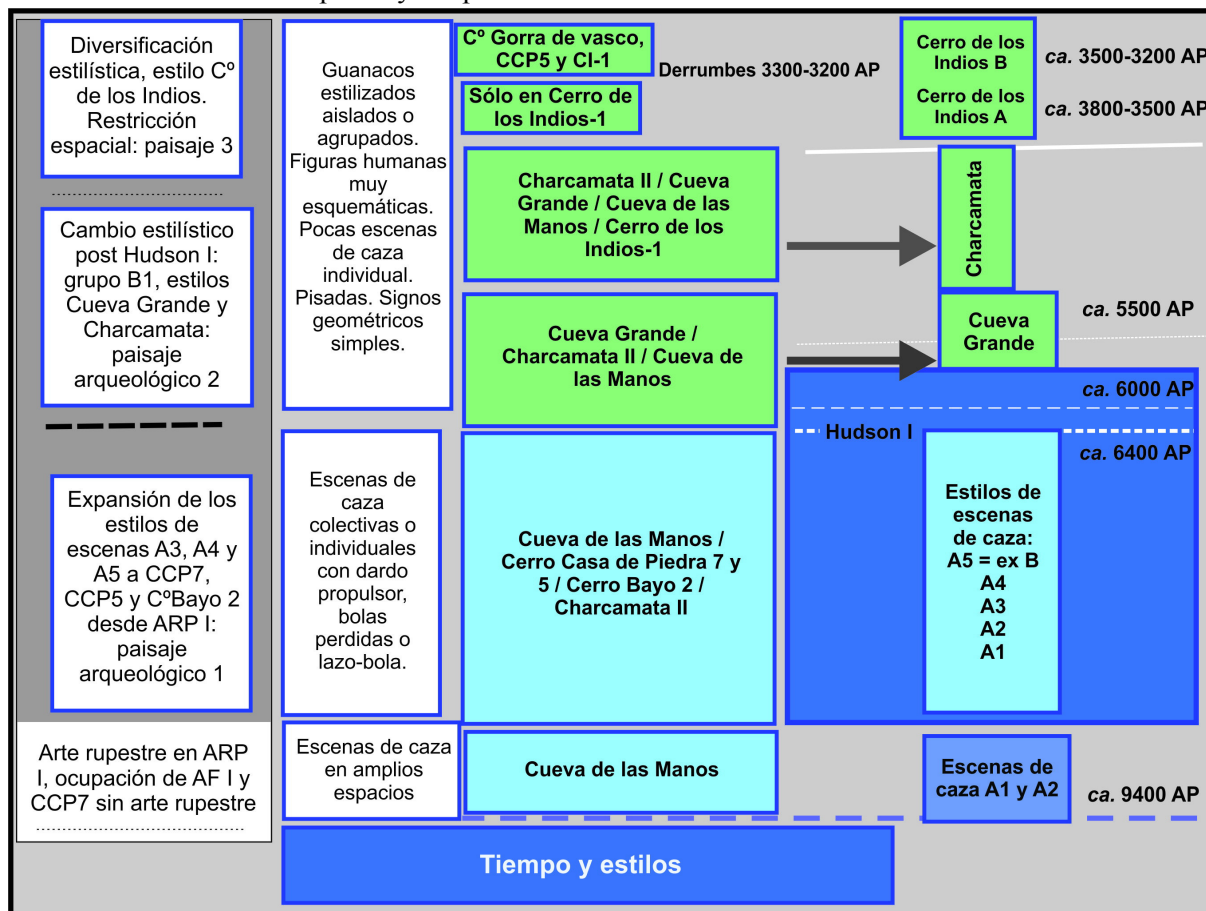 Diversificación
estilística, estilo Cº
de los Indios.
Restricción
espacial: paisaje 3
Cambio estilístico
post Hudson I:
grupo B1, estilos
Cueva Grande y
Charcamata:
paisaje
arqueológico 2
Expansión de los
estilos de
escenas A3, A4 y
A5 a CCP7,
CCP5 y CºBayo 2
desde ARP I:
paisaje
arqueológico 1
Arte rupestre en ARP
I, ocupación de AF I y
CCP7 sin arte rupestre
Guanacos
estilizados
aislados o
agrupados.
Figuras humanas
muy
esquemáticas.
Pocas escenas
de caza
individual.
Pisadas. Signos
geométricos
simples.
Escenas de
caza
colectivas o
individuales
con dardo
propulsor,
bolas
perdidas o
lazo-bola.
Escenas de caza
en amplios
espacios
Cº Gorra de vasco,
CCP5 y CI-1
Derrumbes 3300-3200 AP
Sólo en Cerro de
los Indios-1
Charcamata II / Cueva
Grande / Cueva de las
Manos / Cerro de los
Indios-1
Cueva Grande /
Charcamata II / Cueva de
las Manos
Cueva de las Manos /
Cerro Casa de Piedra 7 y
5 / Cerro Bayo 2 /
Charcamata II
Cueva de las Manos
Cerro de los
Indios B
ca. 3500-3200 AP
Cerro de los
Indios A
ca. 3800-3500 AP
Charcamata
ca. 5500 AP
Cueva
Grande
ca. 6000 AP
Hudson I
ca. 6400 AP
Estilos de
escenas
de caza:
A5 = ex B
A4
A3
A2
A1
Escenas de
caza A1 y A2
ca. 9400 AP
Tiempo y estilos